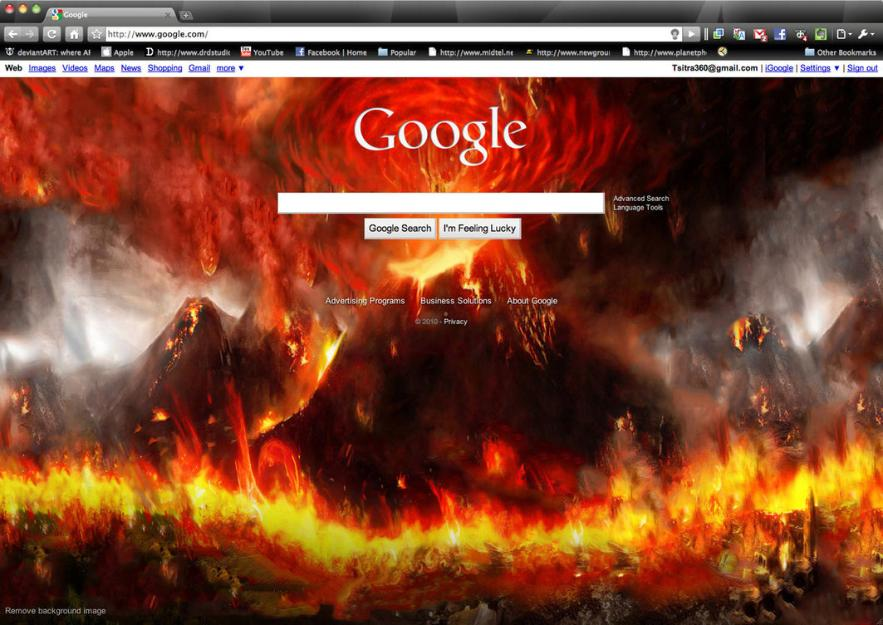 Google
http://www.google.com/
deviantART: where AR
Apple
http://www.drdstudik
YouTube
Facebook | Home
Popular
http://www.midtel.ne
http://www.newgroun
http://www.planetph
Other Bookmarks
Web Images Videos Maps News Shopping Gmail more ▼
Tsitra360@gmail.com | iGoogle | Settings ▼ | Sign out
Google
Advanced Search
Language Tools
Google Search I'm Feeling Lucky
Advertising Programs Business Solutions About Google
© 2010 - Privacy
Remove background image